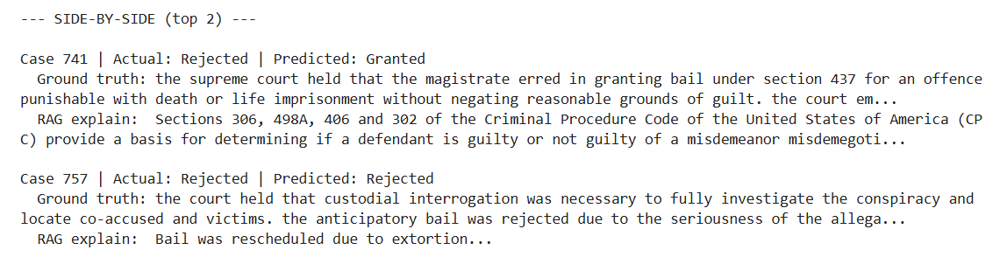 --- SIDE-BY-SIDE (top 2) ---
Case 741 | Actual: Rejected | Predicted: Granted
Ground truth: the supreme court held that the magistrate erred in granting bail under section 437 for an offence
punishable with death or life imprisonment without negating reasonable grounds of guilt. the court em...
RAG explain:  Sections 306, 498A, 406 and 302 of the Criminal Procedure Code of the United States of America (CP
C) provide a basis for determining if a defendant is guilty or not guilty of a misdemeanor misdemegoti...
Case 757 | Actual: Rejected | Predicted: Rejected
Ground truth: the court held that custodial interrogation was necessary to fully investigate the conspiracy and
locate co-accused and victims. the anticipatory bail was rejected due to the seriousness of the allega...
RAG explain:  Bail was rescheduled due to extortion...